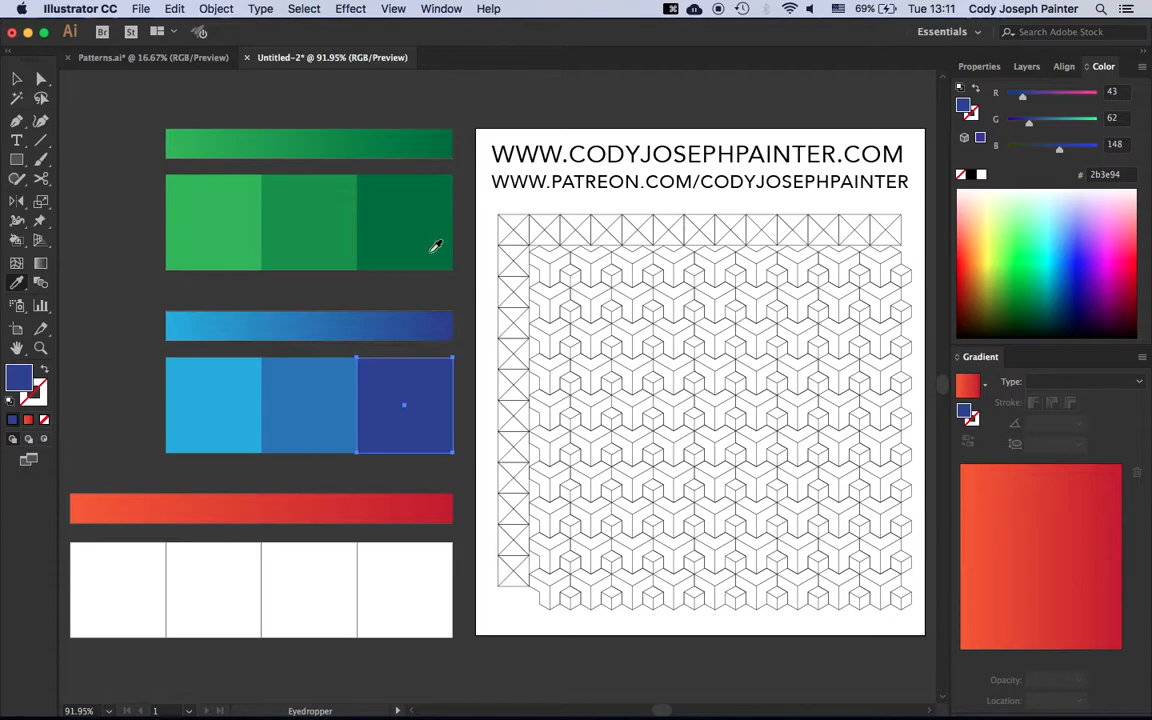 Illustrator CC File Edit Object Type Select Effect View Window Help 69% Tue 13:11 Cody Joseph Painter
Ai Br St Essentials Search Adobe Stock
Patterns.ai* @ 16.67% (RGB/Preview) Untitled-2* @ 91.95% (RGB/Preview)
Properties Layers Align Color
R 43
G 62
B 148
# 2b3e94
WWW.CODYJOSEPHPAINTER.COM
WWW.PATREON.COM/CODYJOSEPHPAINTER
Gradient
Type:
Stroke:
Opacity:
Location:
91.95% 1 Eyedropper